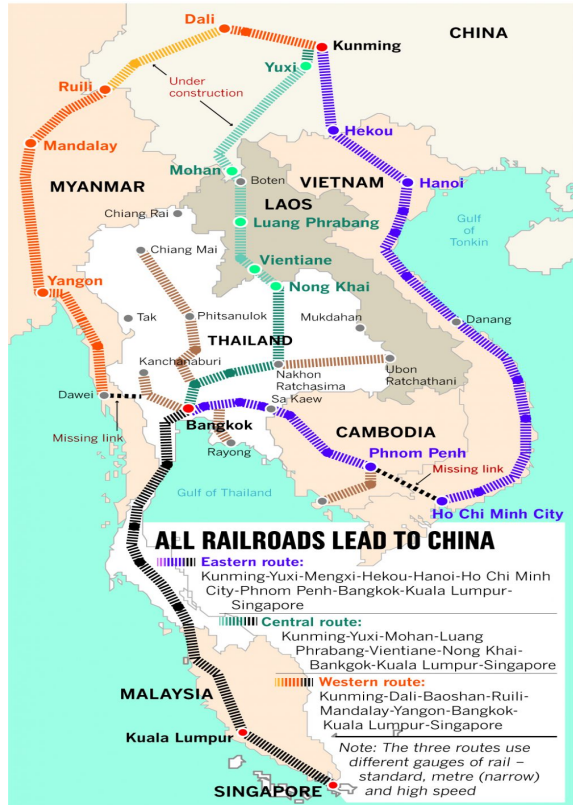 Dali
CHINA
Kunming
Yuxi
Under
construction
Ruili
Hekou
Mandalay
Mohan
Boten
VIETNAM
Hanoi
MYANMAR
LAOS
Chiang Rai
Luang Phrabang
Gulf
of
Tonkin
Chiang Mai
Vientiane
Yangon
Nong Khai
Tak
Phitsanulok
Mukdahan
Danang
THAILAND
Kanchanaburi
Nakhon
Ratchasima
Ubon
Ratchathani
Dawei
Sa Kaew
Missing link
Bangkok
CAMBODIA
Rayong
Phnom Penh
Missing link
Gulf of Thailand
Ho Chi Minh City
ALL RAILROADS LEAD TO CHINA
Eastern route:
Kunming-Yuxi-Mengxi-Hekou-Hanoi-Ho Chi Minh
City-Phnom Penh-Bangkok-Kuala Lumpur-
Singapore
Central route:
Kunming-Yuxi-Mohan-Luang
Phrabang-Vientiane-Nong Khai-
Bankgok-Kuala Lumpur-Singapore
MALAYSIA
Western route:
Kunming-Dali-Baoshan-Ruili-
Mandalay-Yangon-Bangkok-
Kuala Lumpur-Singapore
Kuala Lumpur
Note: The three routes use
different gauges of rail –
standard, metre (narrow)
and high speed
SINGAPORE